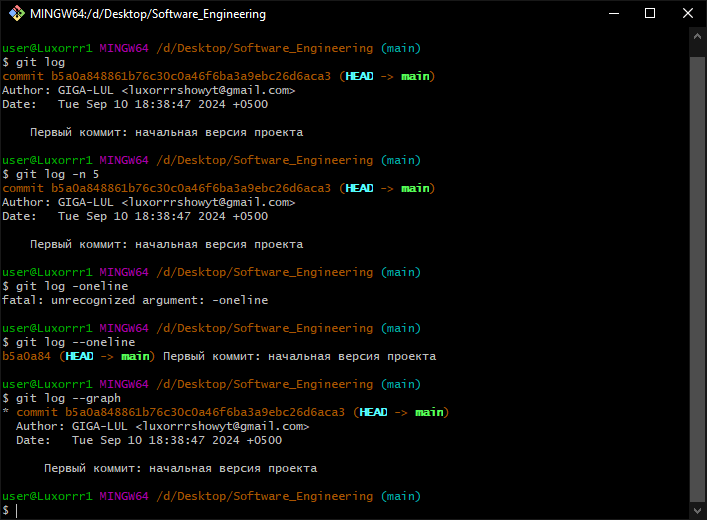 MINGW64:/d/Desktop/Software_Engineering
user@Luxorrr1 MINGW64 /d/Desktop/Software_Engineering (main)
$ git log
commit b5a0a848861b76c30c0a46f6ba3a9ebc26d6aca3 (HEAD -> main)
Author: GIGA-LUL <luxorrrshowyt@gmail.com>
Date:   Tue Sep 10 18:38:47 2024 +0500
Первый коммит: начальная версия проекта
user@Luxorrr1 MINGW64 /d/Desktop/Software_Engineering (main)
$ git log -n 5
commit b5a0a848861b76c30c0a46f6ba3a9ebc26d6aca3 (HEAD -> main)
Author: GIGA-LUL <luxorrrshowyt@gmail.com>
Date:   Tue Sep 10 18:38:47 2024 +0500
Первый коммит: начальная версия проекта
user@Luxorrr1 MINGW64 /d/Desktop/Software_Engineering (main)
$ git log -oneline
fatal: unrecognized argument: -oneline
user@Luxorrr1 MINGW64 /d/Desktop/Software_Engineering (main)
$ git log --oneline
b5a0a84 (HEAD -> main) Первый коммит: начальная версия проекта
user@Luxorrr1 MINGW64 /d/Desktop/Software_Engineering (main)
$ git log --graph
* commit b5a0a848861b76c30c0a46f6ba3a9ebc26d6aca3 (HEAD -> main)
Author: GIGA-LUL <luxorrrshowyt@gmail.com>
Date:   Tue Sep 10 18:38:47 2024 +0500
Первый коммит: начальная версия проекта
user@Luxorrr1 MINGW64 /d/Desktop/Software_Engineering (main)
$